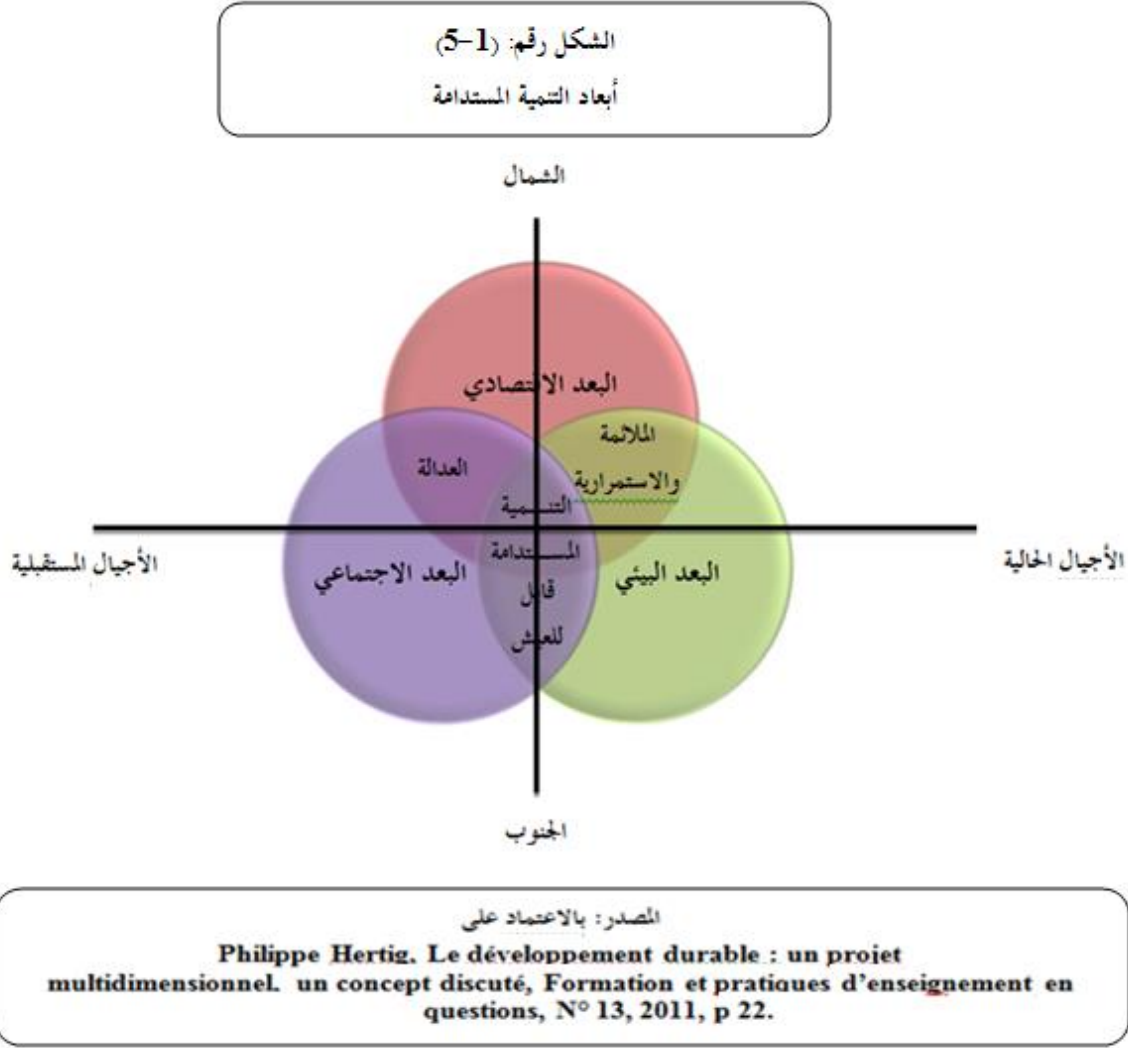 الشكل رقم: (1-5)
أبعاد التنمية المستدامة
الشمال
البعد الاقتصادي
الملائمة
والاستمرارية
العدالة
التنـــمية
المـــستدامة
الأجيال الحالية
الأجيال المستقبلية
البعد البيئي
البعد الاجتماعي
قابل
للعيش
الجنوب
المصدر: بالاعتماد على
Philippe Hertig. Le développement durable : un projet
multidimensionnel. un concept discuté, Formation et pratiques d'enseignement en
questions, N° 13, 2011, p 22.